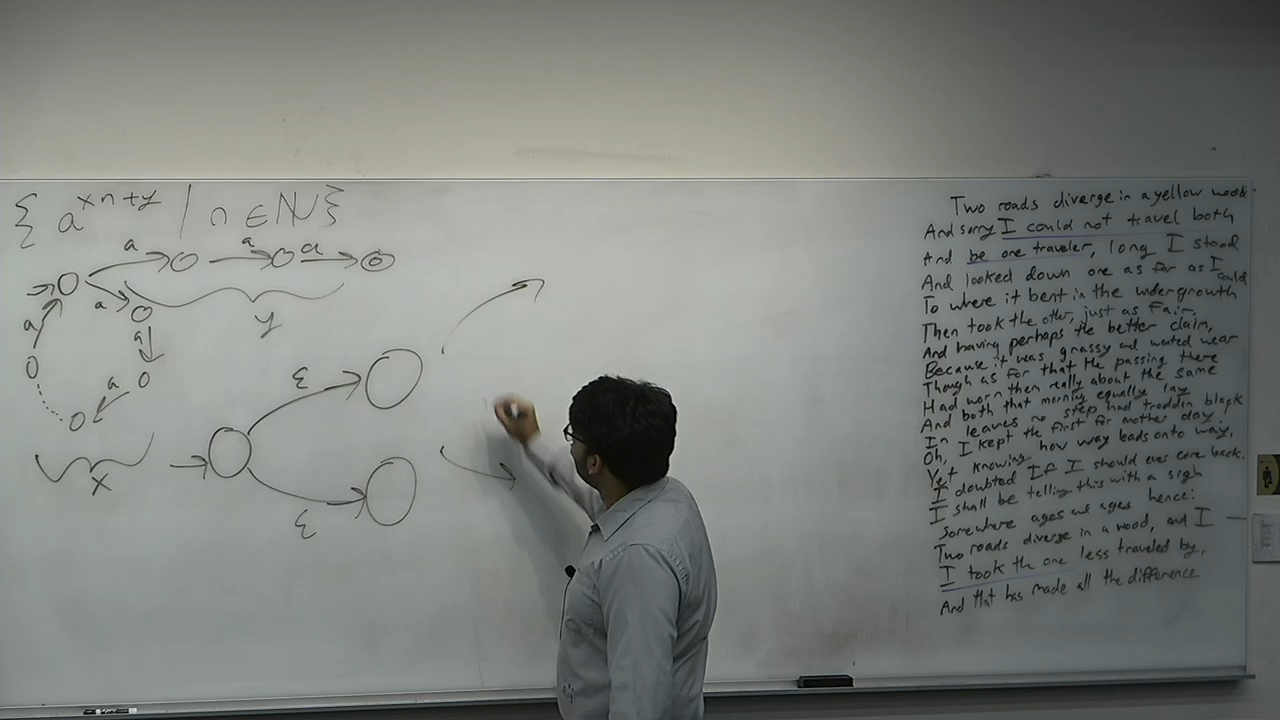 { a^{xn+y} | n ∈ ℕ }
a a a
a
a
a
a
y
x
ε
ε
Two roads diverge in a yellow wood.
And sorry I could not travel both
And be one traveler, long I stood
And looked down one as far as I could
To where it bent in the undergrowth
Then took the other, just as fair,
And having perhaps the better claim,
Because it was grassy and wated wear
Though as for that the passing there
Had worn then really about the same
And both that morning equally lay
In leaves no step had troddin black
Oh, I kept the first for another day.
Yet knowing how way leads onto way,
I doubted If I should ever come back.
I shall be telling this with a sigh
Somewhere ages and ages hence:
Two roads diverge in a wood, and I
I took the one less traveled by,
And that has made all the difference